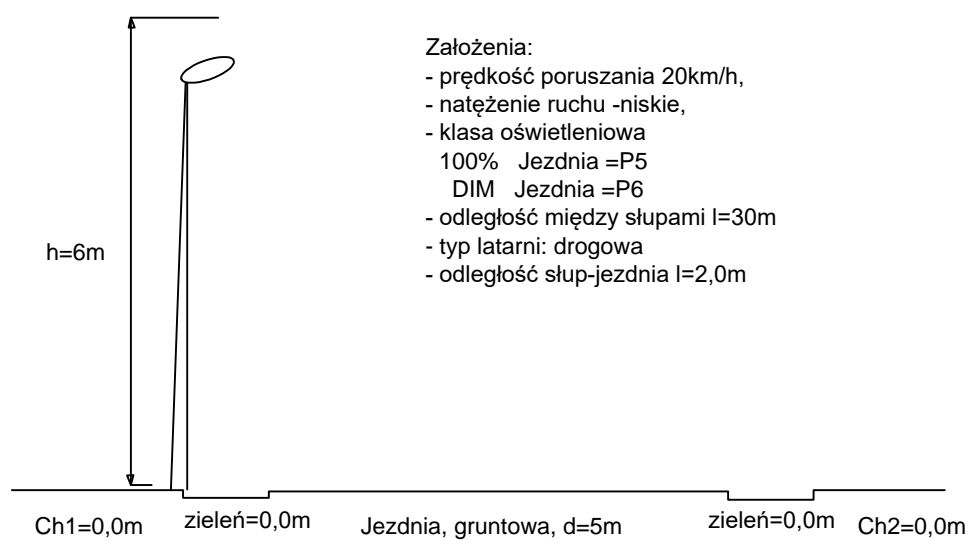 Założenia:
- prędkość poruszania 20km/h,
- natężenie ruchu -niskie,
- klasa oświetleniowa
100% Jezdnia =P5
DIM Jezdnia =P6
- odległość między słupami l=30m
- typ latarni: drogowa
- odległość słup-jezdnia l=2,0m
h=6m
Ch1=0,0m zieleń=0,0m Jezdnia, gruntowa, d=5m zieleń=0,0m Ch2=0,0m